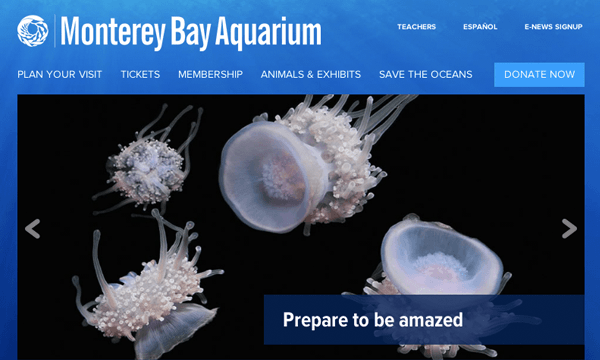 Monterey Bay Aquarium
TEACHERS ESPAÑOL E-NEWS SIGNUP
PLAN YOUR VISIT TICKETS MEMBERSHIP ANIMALS & EXHIBITS SAVE THE OCEANS DONATE NOW
Prepare to be amazed